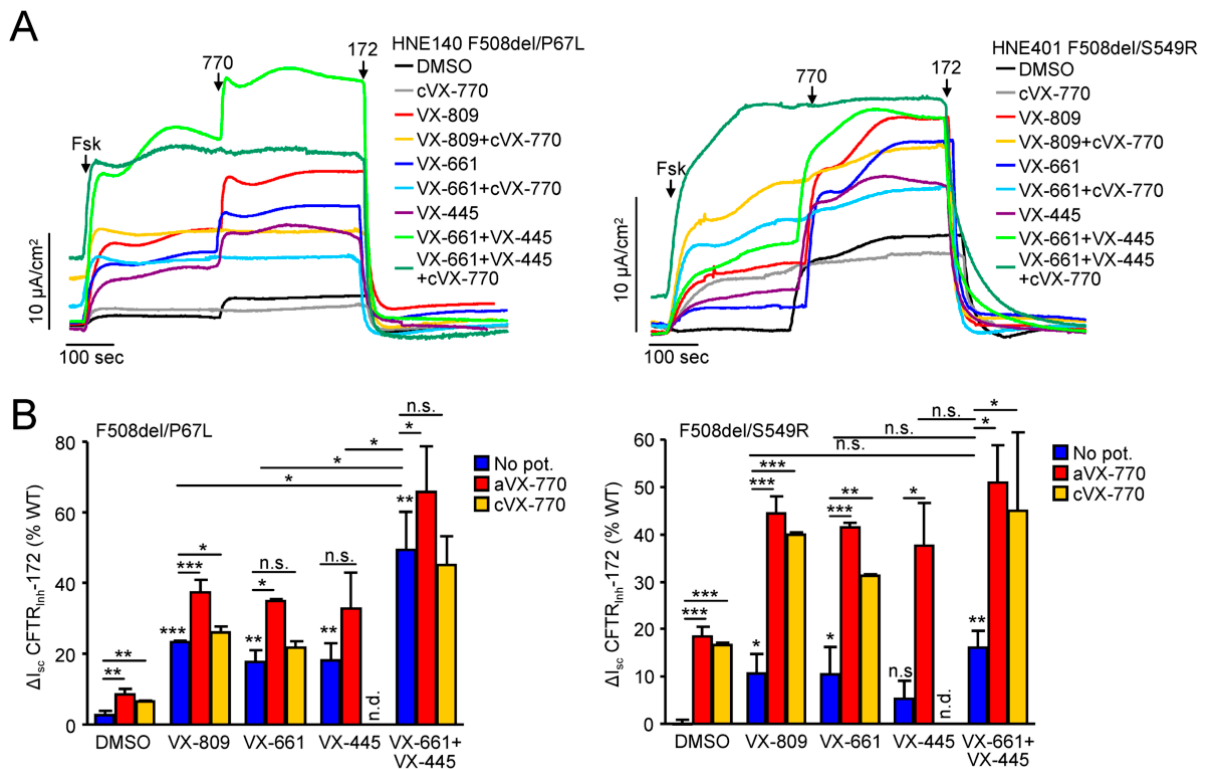 A
HNE140 F508del/P67L
DMSO
cVX-770
VX-809
VX-809+cVX-770
VX-661
VX-661+cVX-770
VX-445
VX-661+VX-445
VX-661+VX-445
+cVX-770
Fsk
770
172
10 µA/cm²
100 sec
HNE401 F508del/S549R
DMSO
cVX-770
VX-809
VX-809+cVX-770
VX-661
VX-661+cVX-770
VX-445
VX-661+VX-445
VX-661+VX-445
+cVX-770
Fsk
770
172
10 µA/cm²
100 sec
B
F508del/P67L
No pot.
aVX-770
cVX-770
ΔIsc CFTRInh-172 (% WT)
80
60
40
20
0
n.s.
*
*
*
*
**
**
***
***
*
**
*
n.s.
**
n.s.
n.d.
**
DMSO
VX-809
VX-661
VX-445
VX-661+
VX-445
F508del/S549R
No pot.
aVX-770
cVX-770
ΔIsc CFTRInh-172 (% WT)
60
50
40
30
20
10
0
n.s.
n.s.
n.s.
*
*
***
***
*
***
***
*
***
**
n.s
*
n.d.
**
DMSO
VX-809
VX-661
VX-445
VX-661+
VX-445